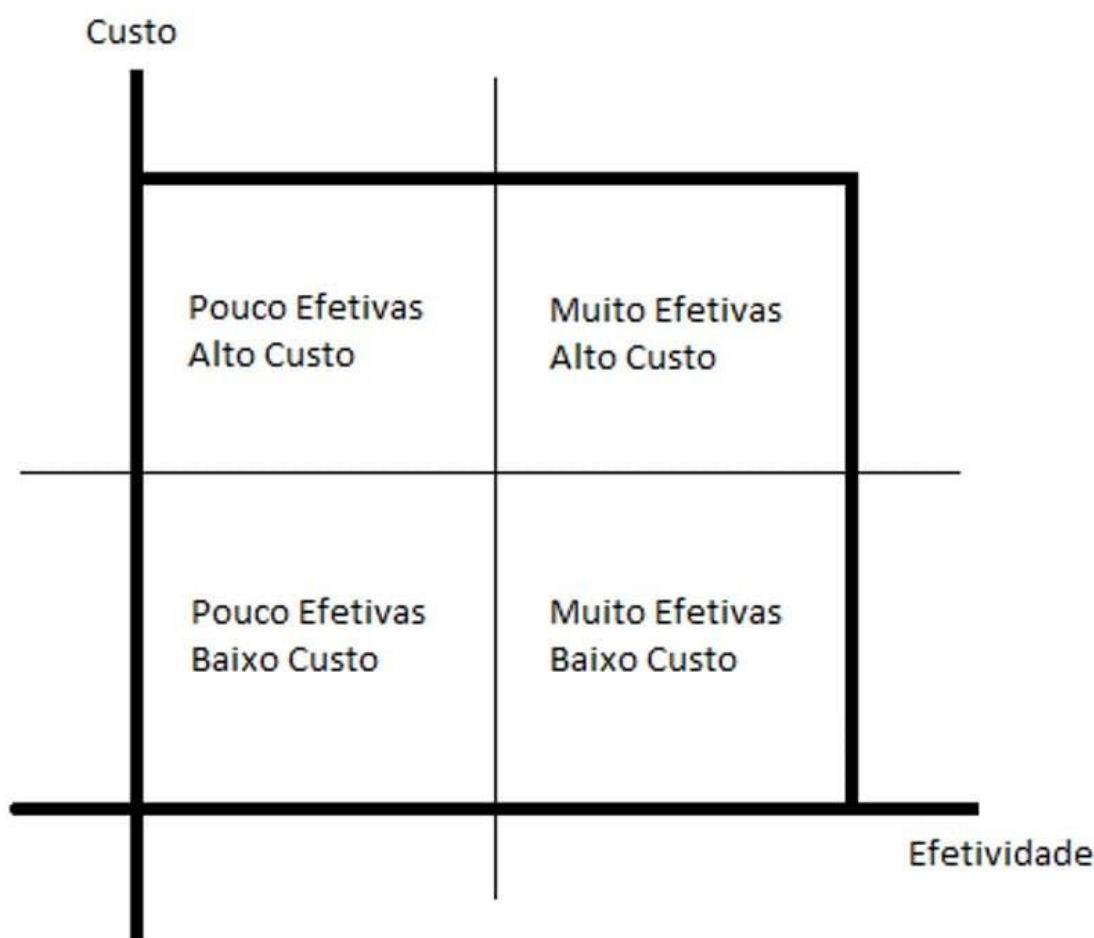 Custo
Pouco Efetivas
Alto Custo
Muito Efetivas
Alto Custo
Pouco Efetivas
Baixo Custo
Muito Efetivas
Baixo Custo
Efetividade